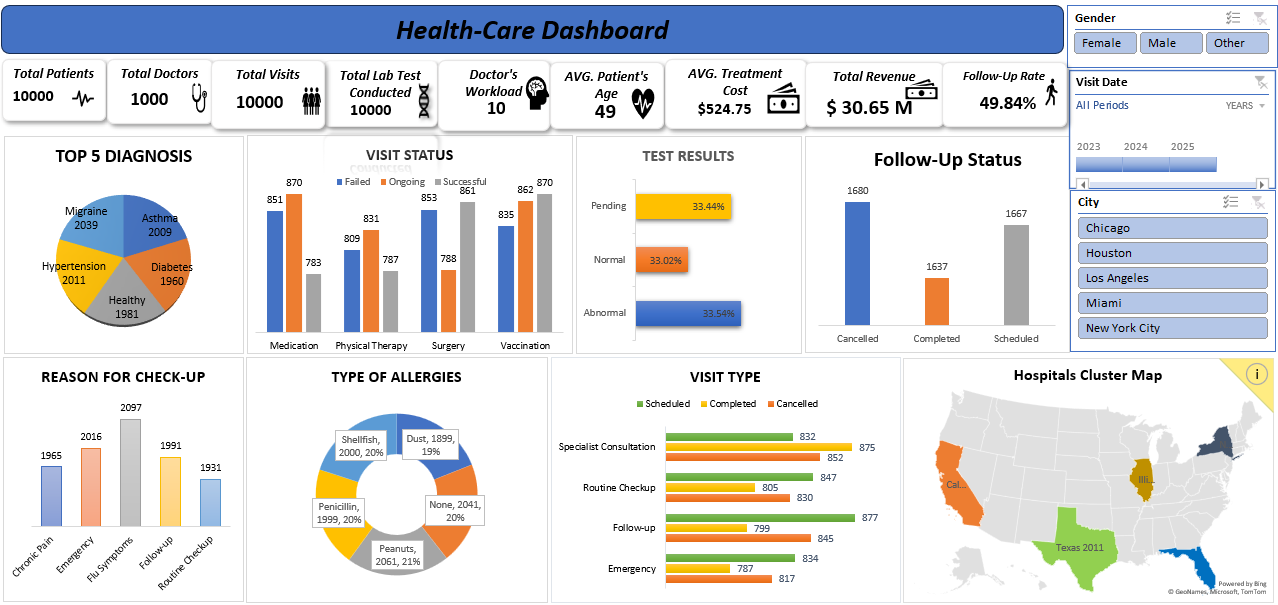 Health-Care Dashboard
Gender
Female
Male
Other
Total Patients
10000
Total Doctors
1000
Total Visits
10000
Total Lab Test
Conducted
10000
Doctor's
Workload
10
AVG. Patient's
Age
49
AVG. Treatment
Cost
$524.75
Total Revenue
$ 30.65 M
Follow-Up Rate
49.84%
Visit Date
All Periods
YEARS
2023
2024
2025
City
Chicago
Houston
Los Angeles
Miami
New York City
TOP 5 DIAGNOSIS
Migraine
2039
Asthma
2009
Hypertension
2011
Diabetes
1960
Healthy
1981
VISIT STATUS
Failed
Ongoing
Successful
851
870
783
809
831
787
853
788
861
835
862
870
Medication
Physical Therapy
Surgery
Vaccination
TEST RESULTS
Pending
33.44%
Normal
33.02%
Abnormal
33.54%
Follow-Up Status
1680
1637
1667
Cancelled
Completed
Scheduled
REASON FOR CHECK-UP
1965
2016
2097
1991
1931
Chronic Pain
Emergency
Flu Symptoms
Follow-up
Routine Checkup
TYPE OF ALLERGIES
Shellfish,
2000, 20%
Dust, 1899,
19%
Penicillin,
1999, 20%
None, 2041,
20%
Peanuts,
2061, 21%
VISIT TYPE
Scheduled
Completed
Cancelled
Specialist Consultation
832
875
852
Routine Checkup
847
805
830
Follow-up
877
799
845
Emergency
834
787
817
Hospitals Cluster Map
i
Cal...
Illi...
Texas 2011
Powered by Bing
© GeoNames, Microsoft, TomTom